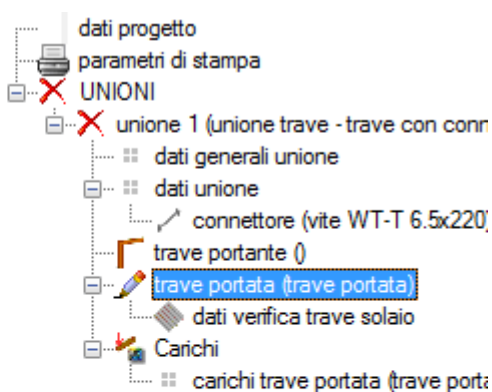 dati progetto
parametri di stampa
UNIONI
unione 1 (unione trave - trave con conn
dati generali unione
dati unione
connettore (vite WT-T 6.5x220)
trave portante ()
trave portata (trave portata)
dati verifica trave solaio
Carichi
carichi trave portata (trave porta